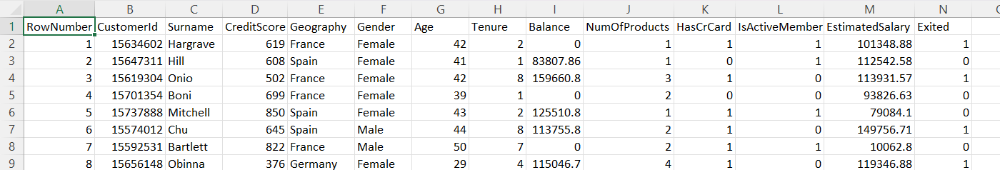 A B C D E F G H I J K L M N
1 RowNumber CustomerId Surname CreditScore Geography Gender Age Tenure Balance NumOfProducts HasCrCard IsActiveMember EstimatedSalary Exited
2 1 15634602 Hargrave 619 France Female 42 2 0 1 1 1 101348.88 1
3 2 15647311 Hill 608 Spain Female 41 1 83807.86 1 0 1 112542.58 0
4 3 15619304 Onio 502 France Female 42 8 159660.8 3 1 0 113931.57 1
5 4 15701354 Boni 699 France Female 39 1 0 2 0 0 93826.63 0
6 5 15737888 Mitchell 850 Spain Female 43 2 125510.8 1 1 1 79084.1 0
7 6 15574012 Chu 645 Spain Male 44 8 113755.8 2 1 0 149756.71 1
8 7 15592531 Bartlett 822 France Male 50 7 0 2 1 1 10062.8 0
9 8 15656148 Obinna 376 Germany Female 29 4 115046.7 4 1 0 119346.88 1